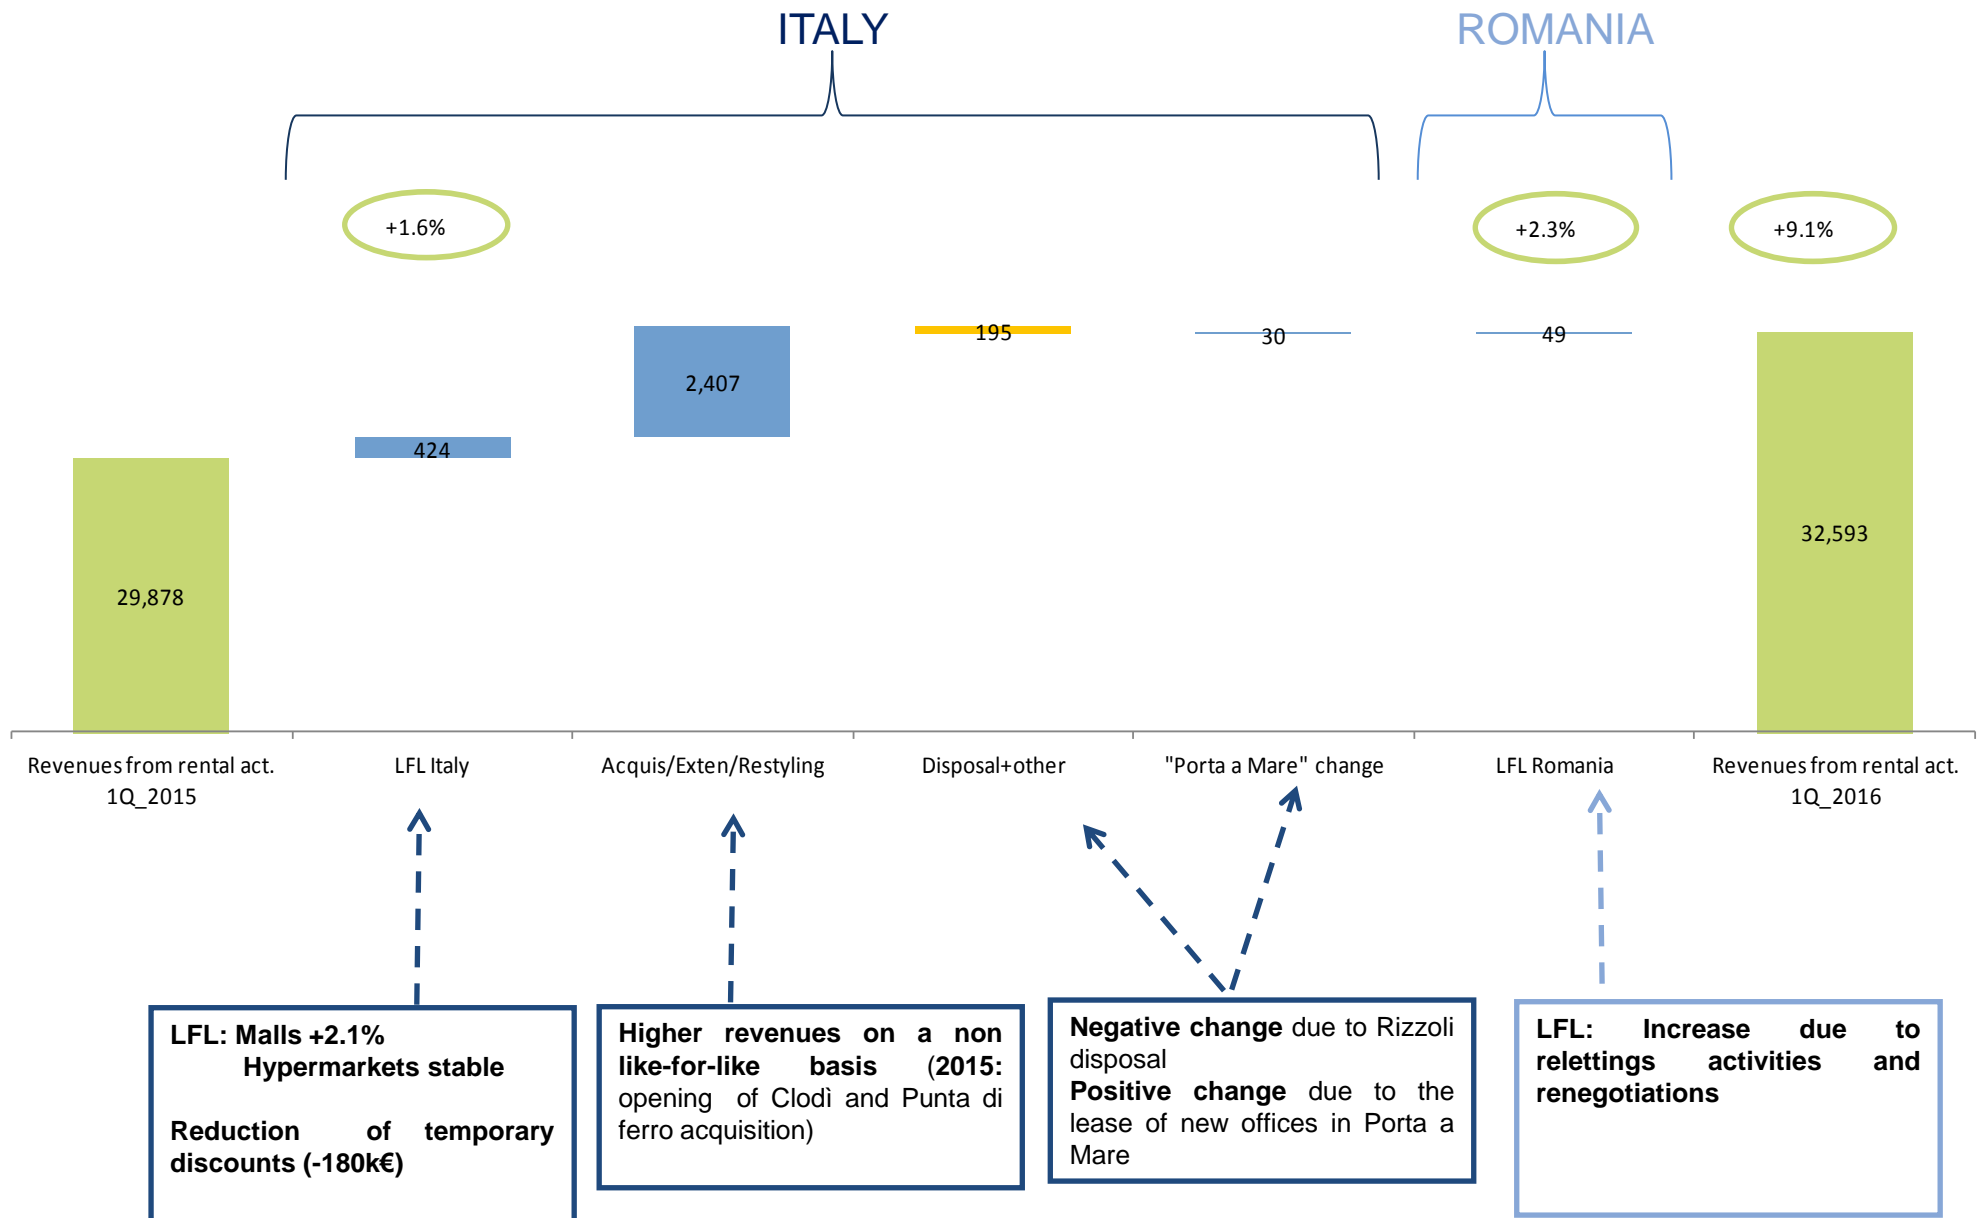 ITALY
ROMANIA
+1.6%
+2.3%
+9.1%
29,878
424
2,407
195
30
49
32,593
Revenues from rental act.
1Q_2015
LFL Italy
Acquis/Exten/Restyling
Disposal+other
"Porta a Mare" change
LFL Romania
Revenues from rental act.
1Q_2016
LFL: Malls +2.1%
Hypermarkets stable
Reduction of temporary
discounts (-180k€)
Higher revenues on a non
like-for-like basis (2015:
opening of Clodì and Punta di
ferro acquisition)
Negative change due to Rizzoli
disposal
Positive change due to the
lease of new offices in Porta a
Mare
LFL: Increase due to
relettings activities and
renegotiations